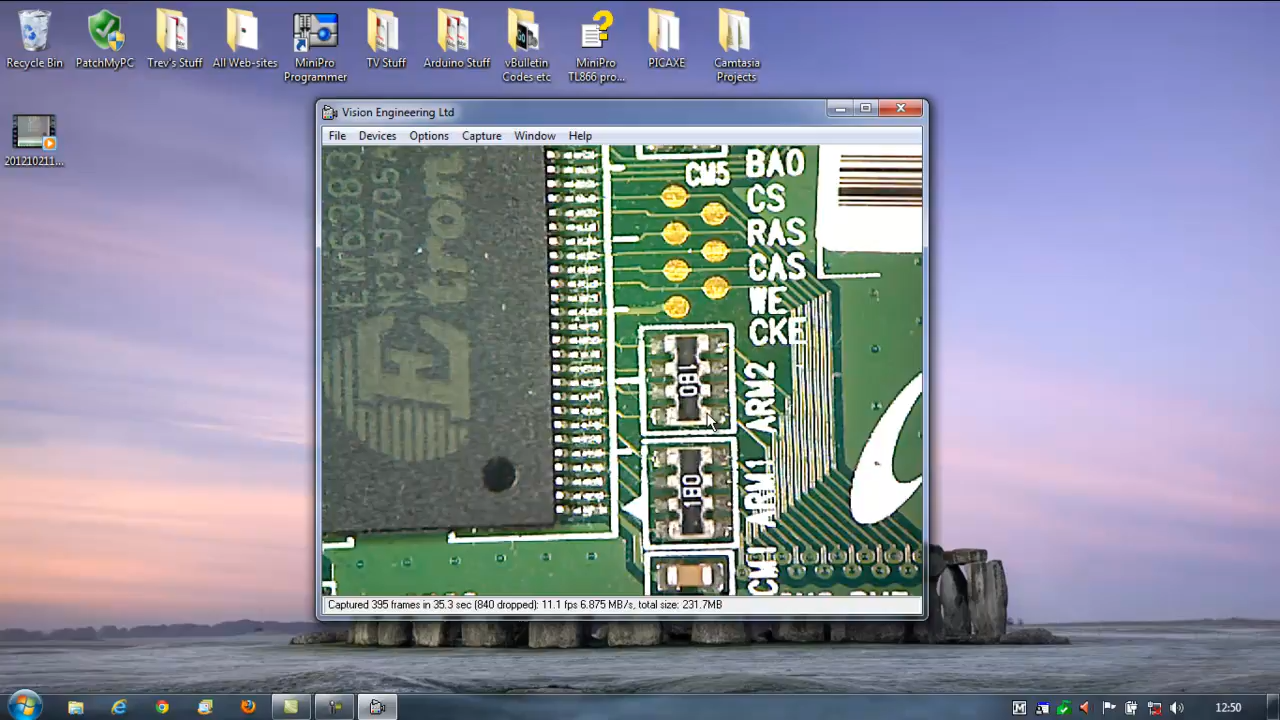 Recycle Bin
PatchMyPC
Trev's Stuff
All Web-sites
MiniPro
Programmer
TV Stuff
Arduino Stuff
vBulletin
Codes etc
MiniPro
TL866 pro...
PICAXE
Camtasia
Projects
201210211...
Vision Engineering Ltd
File Devices Options Capture Window Help
CM5
BA0
CS
RAS
CAS
WE
CKE
ARM2
180
ARM1
180
CM1
Captured 395 frames in 35.3 sec (840 dropped): 11.1 fps 6.875 MB/s, total size: 231.7MB
12:50